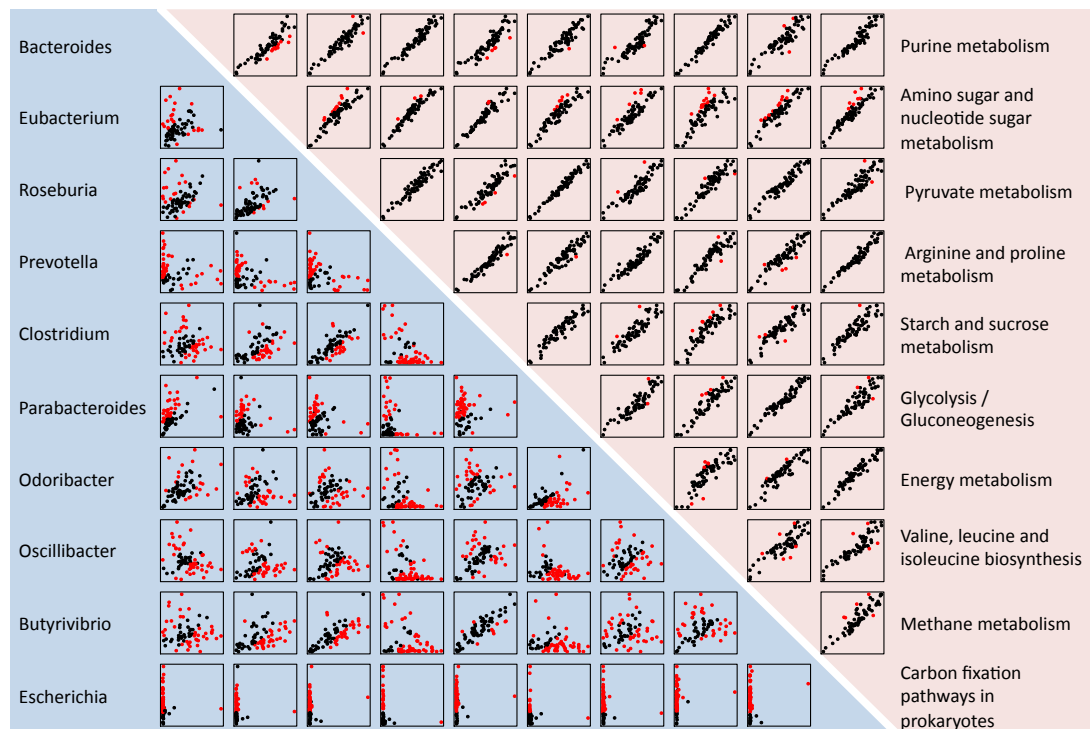 Bacteroides
Purine metabolism
Eubacterium
Amino sugar and
nucleotide sugar
metabolism
Roseburia
Pyruvate metabolism
Prevotella
Arginine and proline
metabolism
Clostridium
Starch and sucrose
metabolism
Parabacteroides
Glycolysis /
Gluconeogenesis
Odoribacter
Energy metabolism
Oscillibacter
Valine, leucine and
isoleucine biosynthesis
Butyrivibrio
Methane metabolism
Escherichia
Carbon fixation
pathways in
prokaryotes